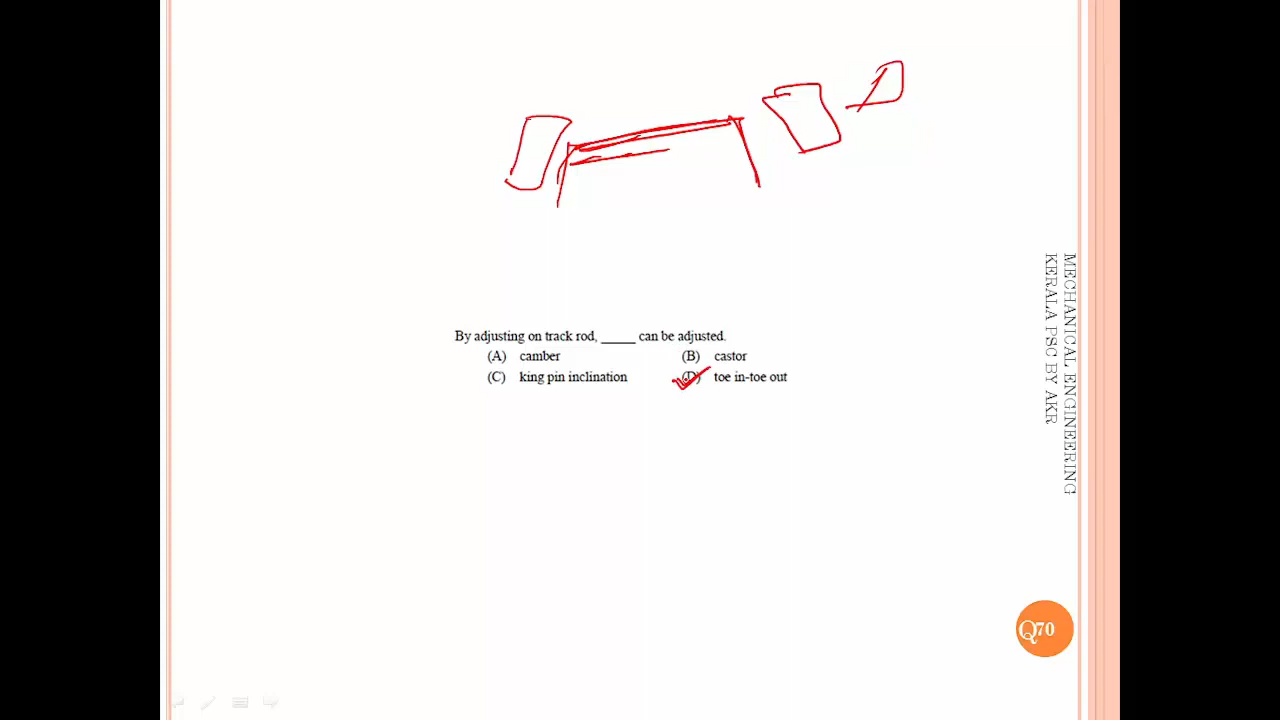 By adjusting on track rod, _____ can be adjusted.
(A) camber (B) castor
(C) king pin inclination (D) toe in-toe out
MECHANICAL ENGINEERING
KERALA PSC BY AKR
Q70